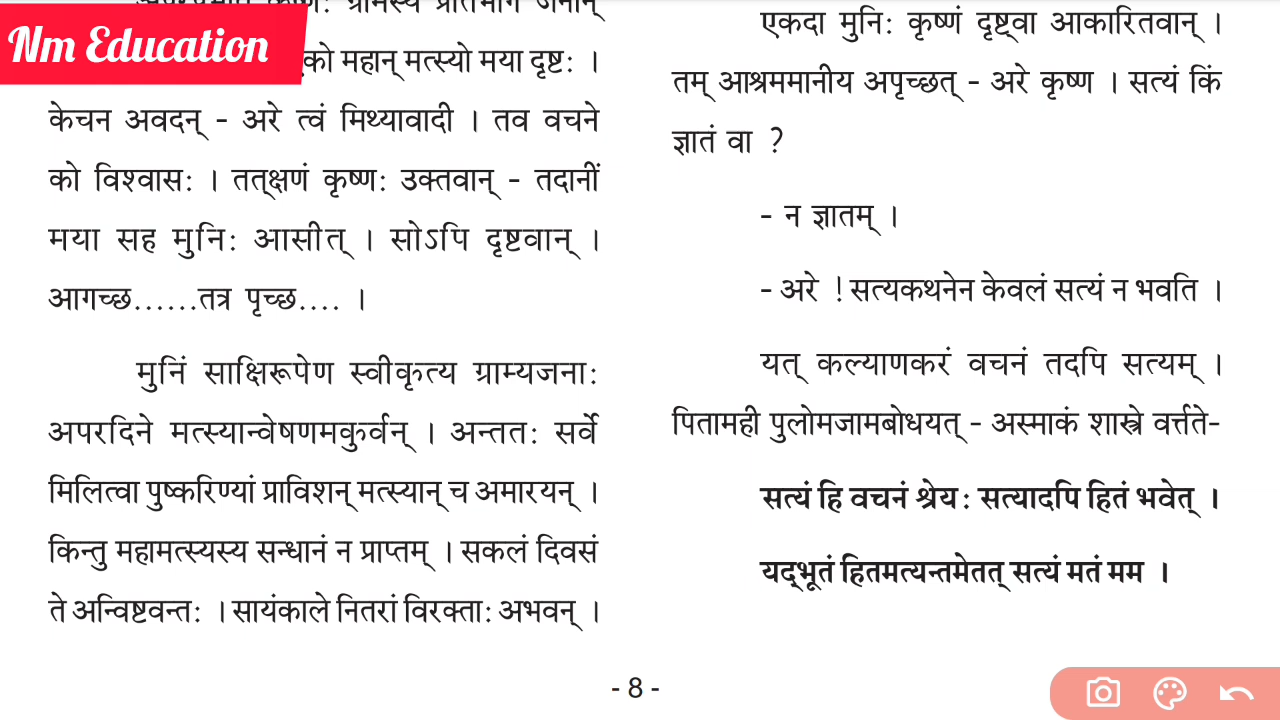 Nm Education
ग्रामस्य प्रतिभागं जनान्
महान् मत्स्यो मया दृष्टः ।
केचन अवदन् - अरे त्वं मिथ्यावादी । तव वचने
को विश्वासः । तत्क्षणं कृष्णः उक्तवान् - तदानीं
मया सह मुनिः आसीत् । सोऽपि दृष्टवान् ।
आगच्छ......तत्र पृच्छ.... ।
मुनिं साक्षिरूपेण स्वीकृत्य ग्राम्यजनाः
अपरदिने मत्स्यान्वेषणमकुर्वन् । अन्ततः सर्वे
मिलित्वा पुष्करिण्यां प्राविशन् मत्स्यान् च अमारयन् ।
किन्तु महामत्स्यस्य सन्धानं न प्राप्तम् । सकलं दिवसं
ते अन्विष्टवन्तः । सायंकाले नितरां विरक्ताः अभवन् ।
एकदा मुनिः कृष्णं दृष्ट्वा आकारितवान् ।
तम् आश्रममानीय अपृच्छत् - अरे कृष्ण । सत्यं किं
ज्ञातं वा ?
- न ज्ञातम् ।
- अरे ! सत्यकथनेन केवलं सत्यं न भवति ।
यत् कल्याणकरं वचनं तदपि सत्यम् ।
पितामही पुलोमजामबोधयत् - अस्माकं शास्त्रे वर्त्तते-
सत्यं हि वचनं श्रेयः सत्यादपि हितं भवेत् ।
यद्भूतं हितमत्यन्तमेतत् सत्यं मतं मम ।
- 8 -